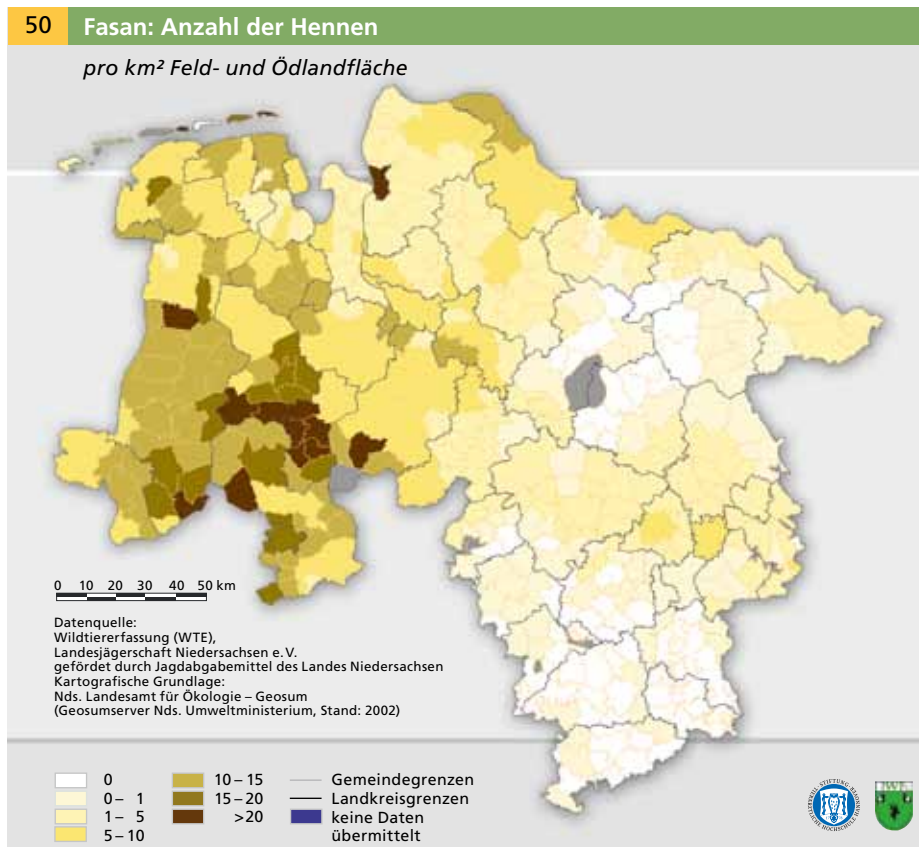 50 Fasan: Anzahl der Hennen
pro km² Feld- und Ödlandfläche
0 10 20 30 40 50 km
Datenquelle:
Wildtiererfassung (WTE),
Landesjägerschaft Niedersachsen e.V.
gefördet durch Jagdabgabemittel des Landes Niedersachsen
Kartografische Grundlage:
Nds. Landesamt für Ökologie – Geosum
(Geosumserver Nds. Umweltministerium, Stand: 2002)
0
0 – 1
1 – 5
5 – 10
10 – 15
15 – 20
>20
Gemeindegrenzen
Landkreisgrenzen
keine Daten
übermittelt